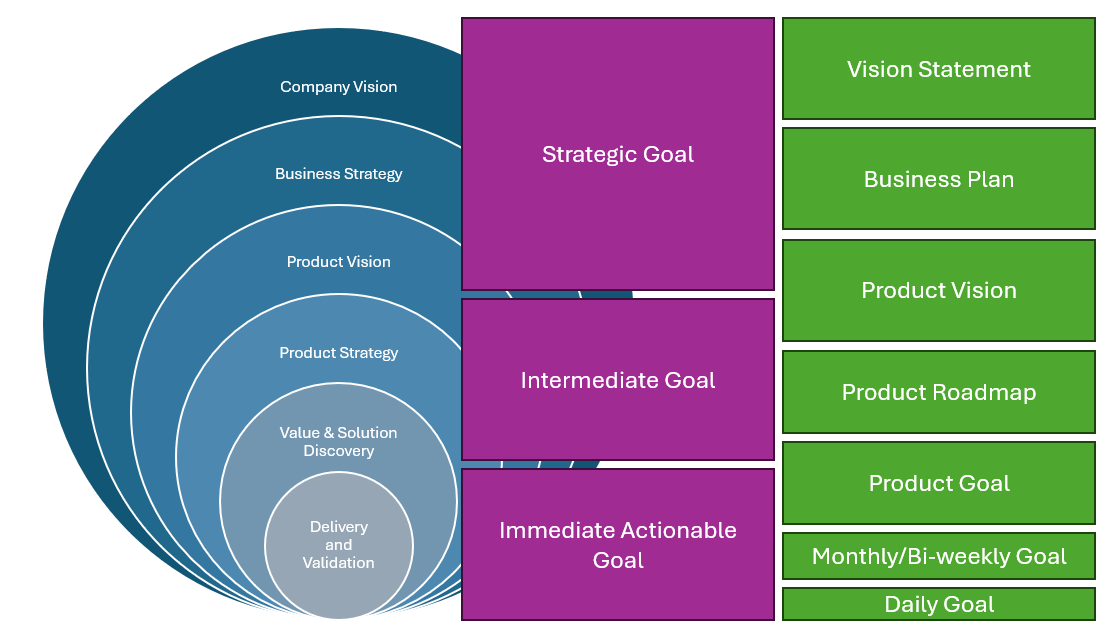 Company Vision
Business Strategy
Product Vision
Product Strategy
Value & Solution
Discovery
Delivery
and
Validation
Strategic Goal
Intermediate Goal
Immediate Actionable
Goal
Vision Statement
Business Plan
Product Vision
Product Roadmap
Product Goal
Monthly/Bi-weekly Goal
Daily Goal